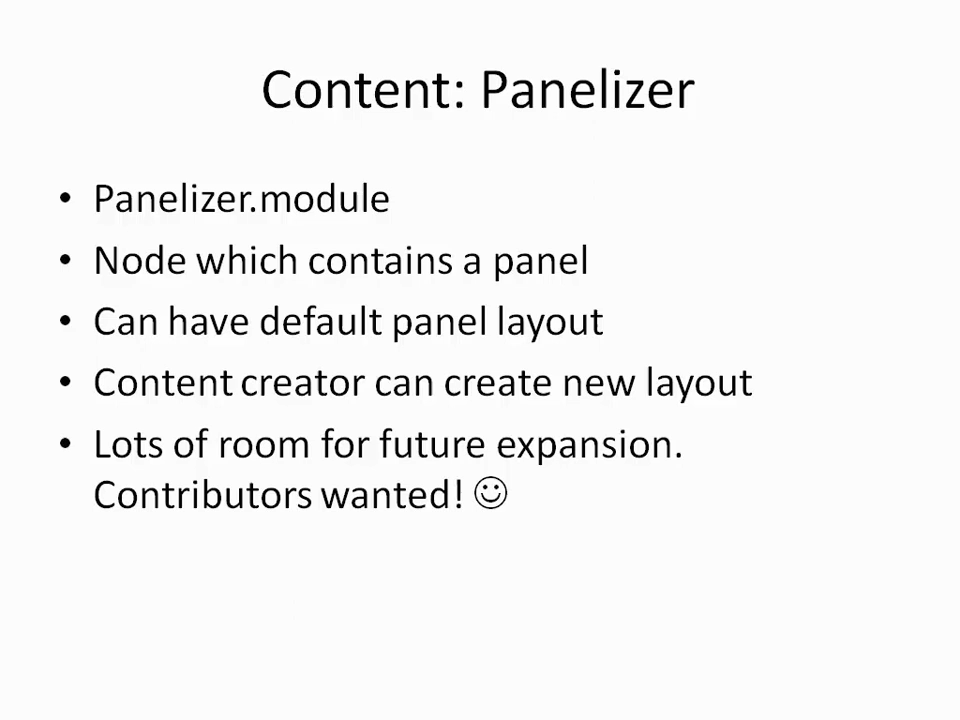 Content: Panelizer
• Panelizer.module
• Node which contains a panel
• Can have default panel layout
• Content creator can create new layout
• Lots of room for future expansion.
Contributors wanted! ☺